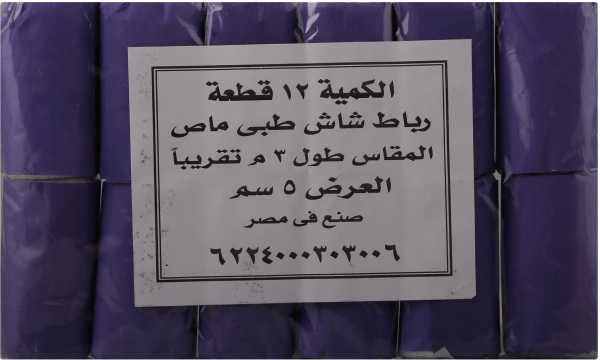 الكمية ١٢ قطعة
رباط شاش طبى ماص
المقاس طول ٣ م تقريباً
العرض ٥ سم
صنع فى مصر
٦٢٢٤٠٠٠٣٠٣٠٠٦